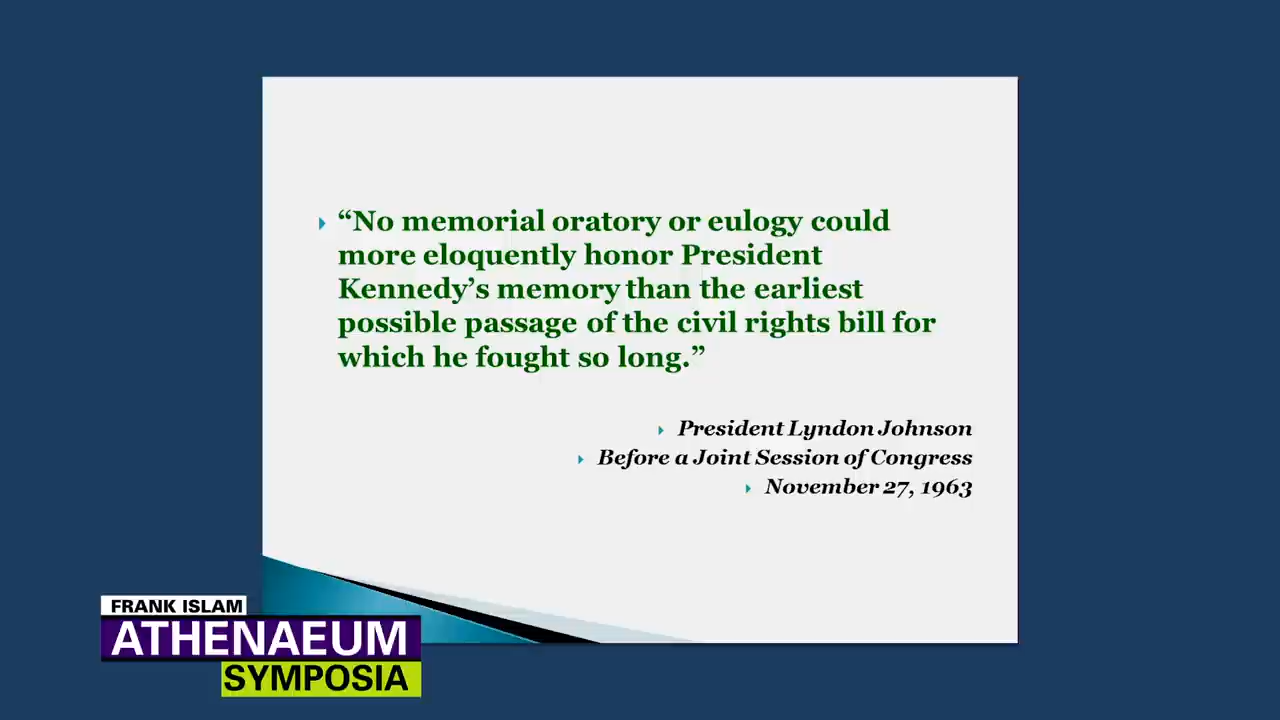 “No memorial oratory or eulogy could
more eloquently honor President
Kennedy’s memory than the earliest
possible passage of the civil rights bill for
which he fought so long.”
President Lyndon Johnson
Before a Joint Session of Congress
November 27, 1963
FRANK ISLAM
ATHENAEUM
SYMPOSIA